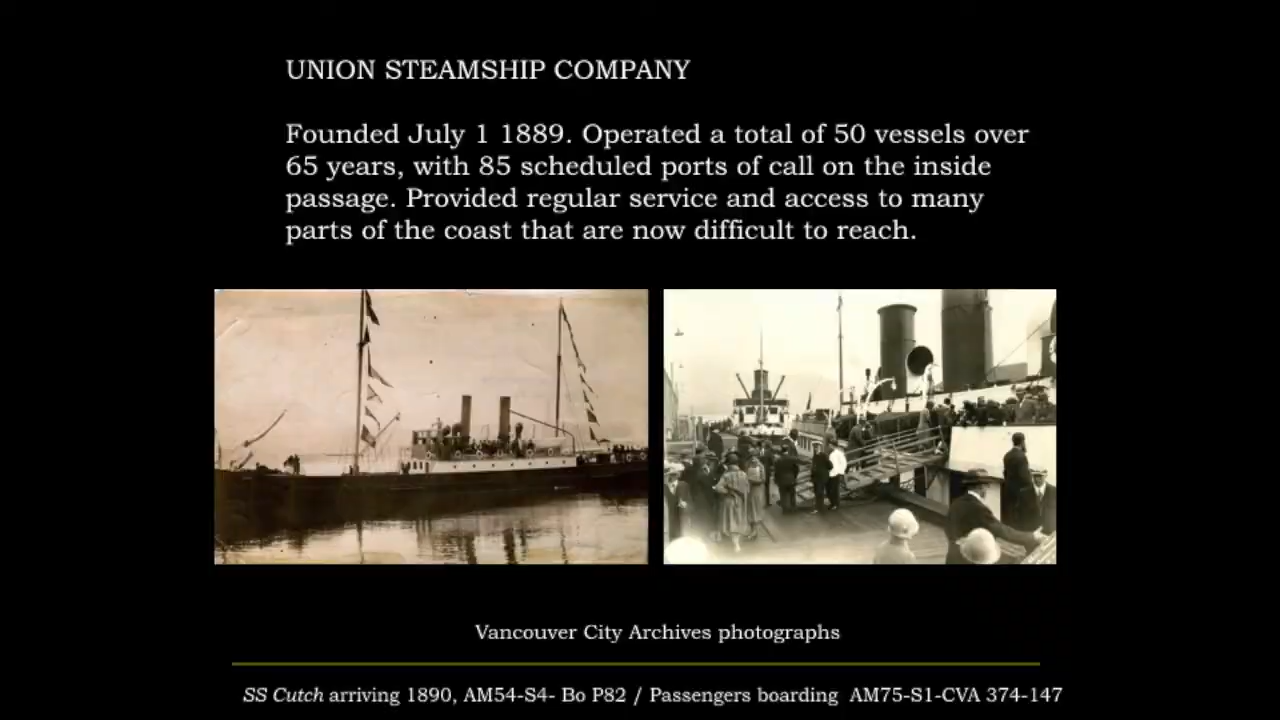 UNION STEAMSHIP COMPANY
Founded July 1 1889. Operated a total of 50 vessels over
65 years, with 85 scheduled ports of call on the inside
passage. Provided regular service and access to many
parts of the coast that are now difficult to reach.
Vancouver City Archives photographs
SS Cutch arriving 1890, AM54-S4- Bo P82 / Passengers boarding  AM75-S1-CVA 374-147